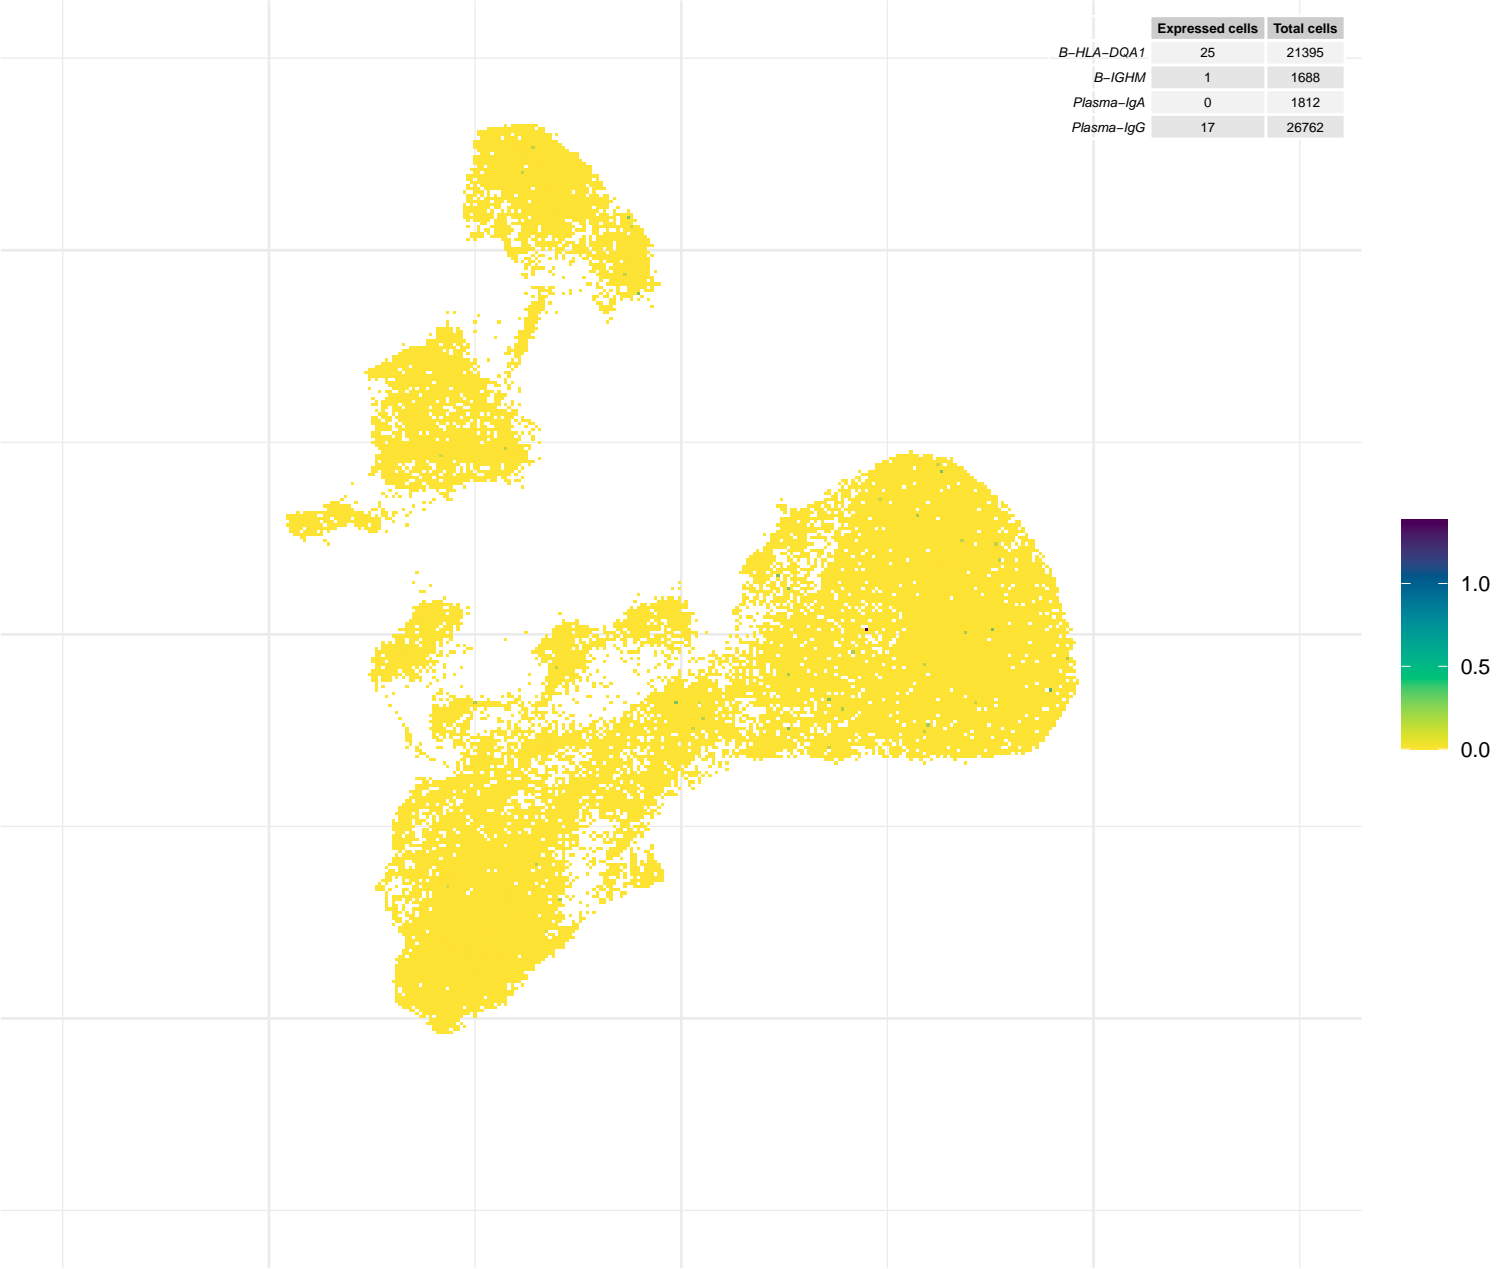 Expressed cells Total cells
B−HLA−DQA1 25 21395
B−IGHM 1 1688
Plasma−IgA 0 1812
Plasma−IgG 17 26762
1.0
0.5
0.0